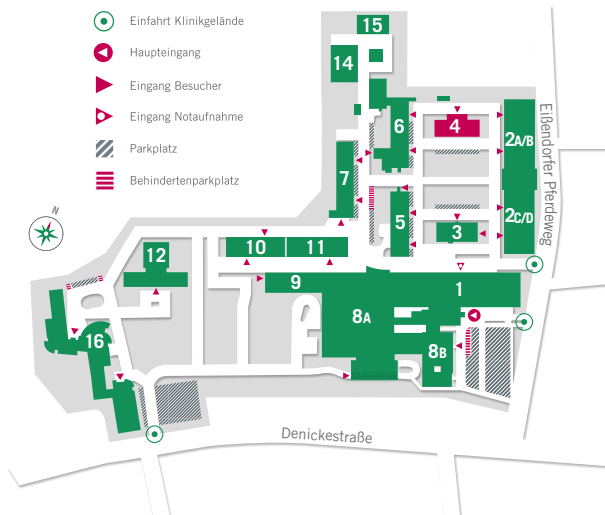 Einfahrt Klinikgelände
Haupteingang
Eingang Besucher
Eingang Notaufnahme
Parkplatz
Behindertenparkplatz
N
15
14
6
4
2A/B
Eißendorfer Pferdeweg
7
5
3
2C/D
10
11
12
9
1
8A
8B
16
Denickestraße